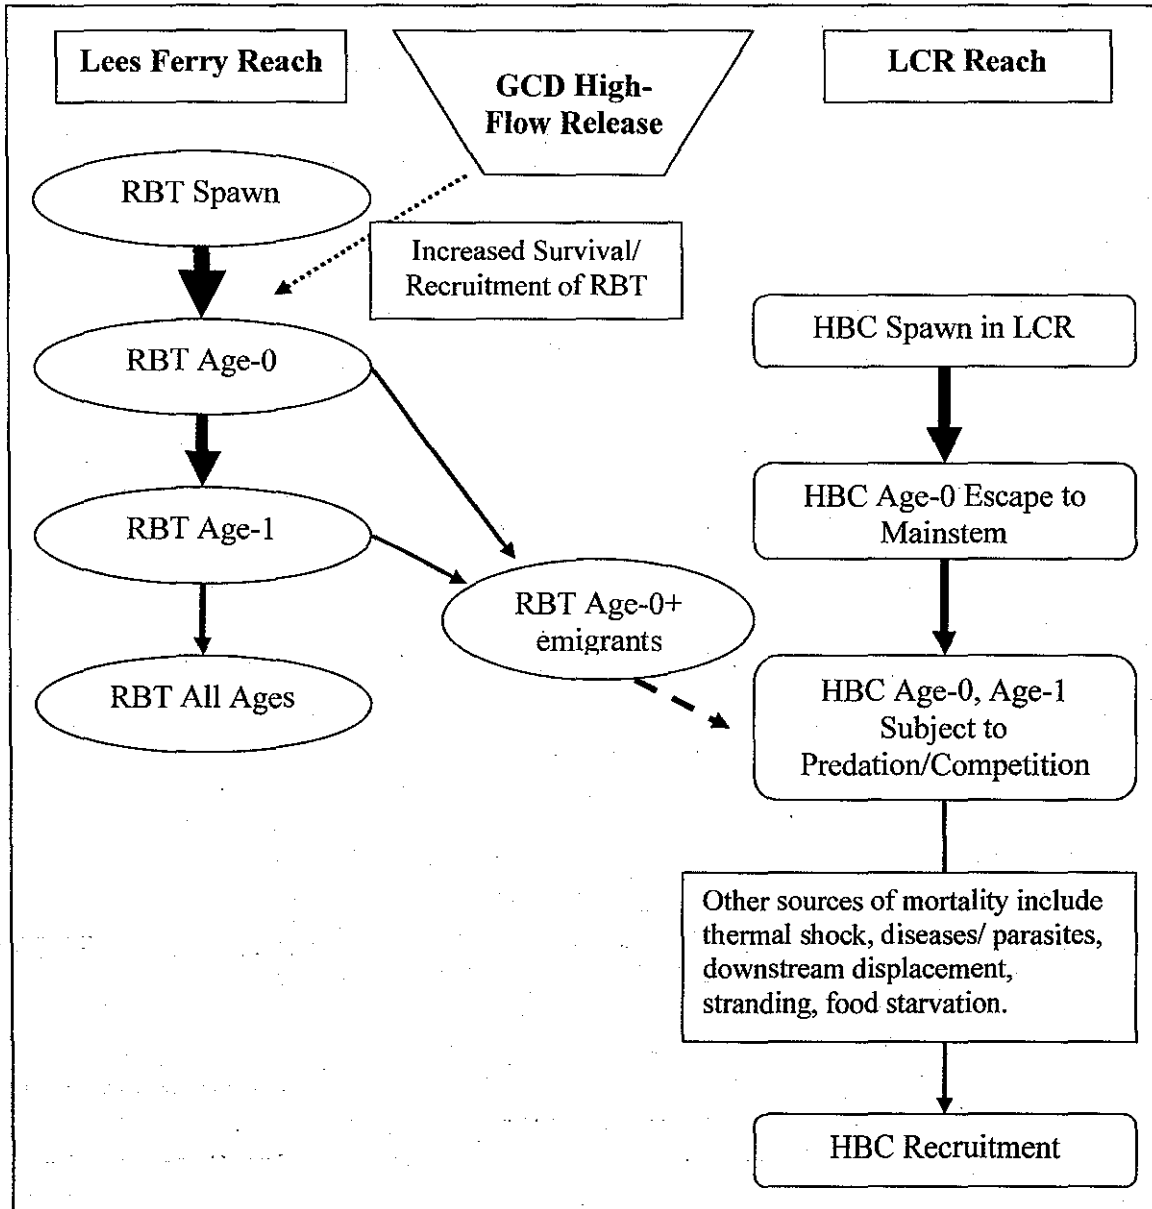 Lees Ferry Reach
GCD High-
Flow Release
LCR Reach
RBT Spawn
Increased Survival/
Recruitment of RBT
RBT Age-0
RBT Age-1
RBT All Ages
RBT Age-0+
emigrants
HBC Spawn in LCR
HBC Age-0 Escape to
Mainstem
HBC Age-0, Age-1
Subject to
Predation/Competition
Other sources of mortality include
thermal shock, diseases/ parasites,
downstream displacement,
stranding, food starvation.
HBC Recruitment